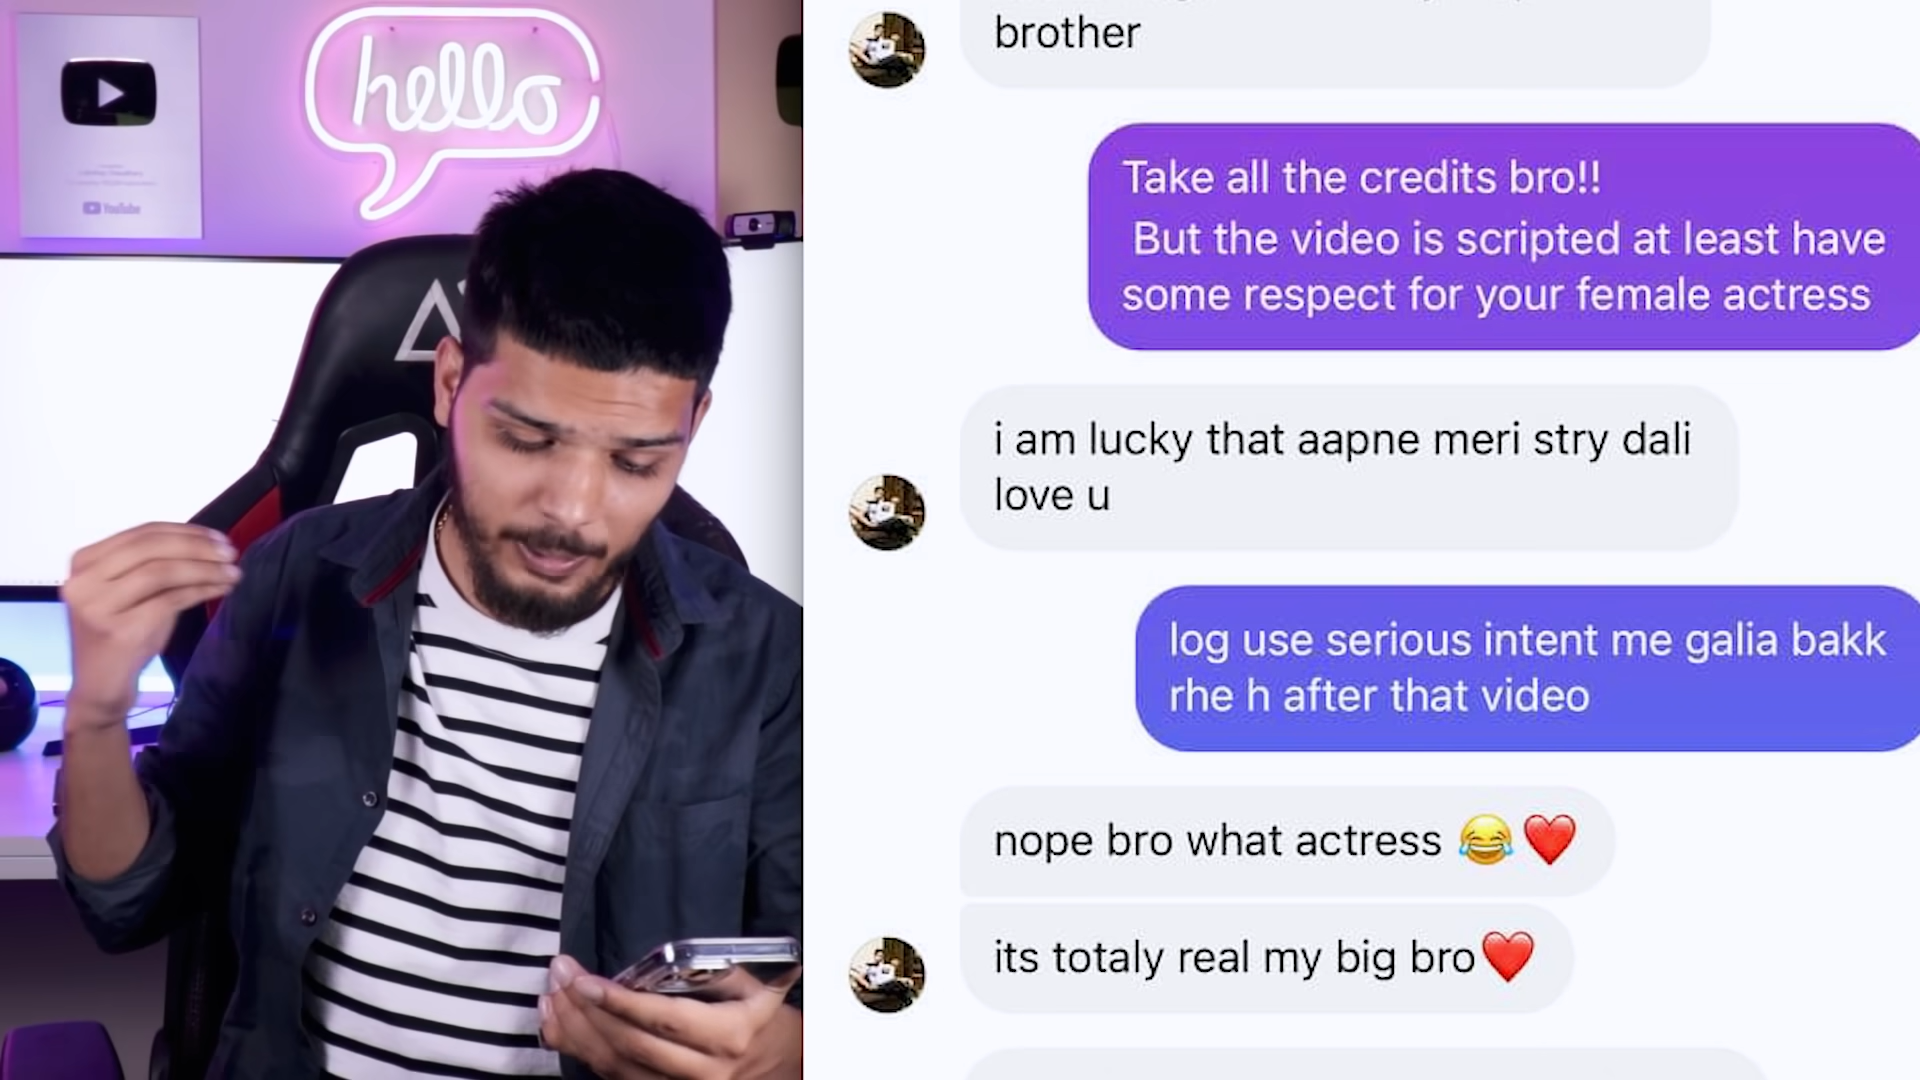 hello
YouTube
brother
Take all the credits bro!!
But the video is scripted at least have
some respect for your female actress
i am lucky that aapne meri stry dali
love u
log use serious intent me galia bakk
rhe h after that video
nope bro what actress 😂❤️
its totaly real my big bro❤️